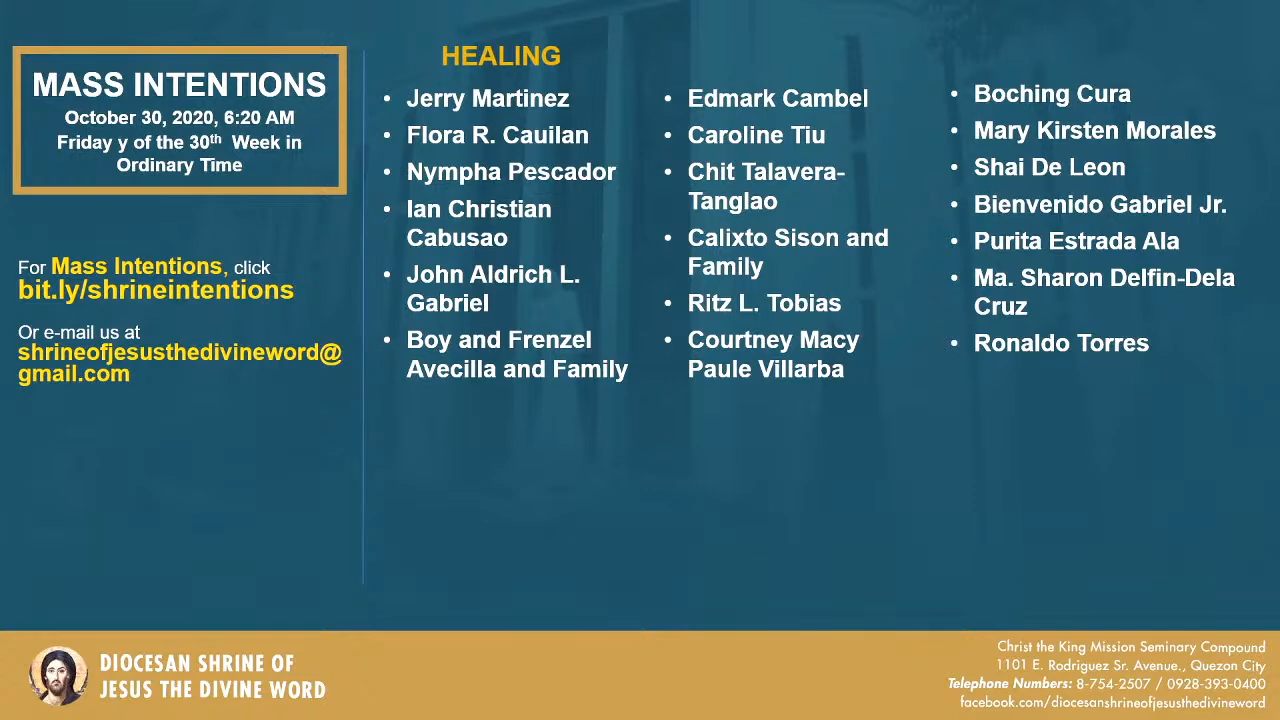 MASS INTENTIONS
October 30, 2020, 6:20 AM
Friday y of the 30th Week in
Ordinary Time
For Mass Intentions, click
bit.ly/shrineintentions
Or e-mail us at
shrineofjesusthedivineword@
gmail.com
HEALING
• Jerry Martinez
• Flora R. Cauilan
• Nympha Pescador
• Ian Christian
Cabusao
• John Aldrich L.
Gabriel
• Boy and Frenzel
Avecilla and Family
• Edmark Cambel
• Caroline Tiu
• Chit Talavera-
Tanglao
• Calixto Sison and
Family
• Ritz L. Tobias
• Courtney Macy
Paule Villarba
• Boching Cura
• Mary Kirsten Morales
• Shai De Leon
• Bienvenido Gabriel Jr.
• Purita Estrada Ala
• Ma. Sharon Delfin-Dela
Cruz
• Ronaldo Torres
DIOCESAN SHRINE OF
JESUS THE DIVINE WORD
Christ the King Mission Seminary Compound
1101 E. Rodriguez Sr. Avenue., Quezon City
Telephone Numbers: 8-754-2507 / 0928-393-0400
facebook.com/diocesanshrineofjesusthedivineword